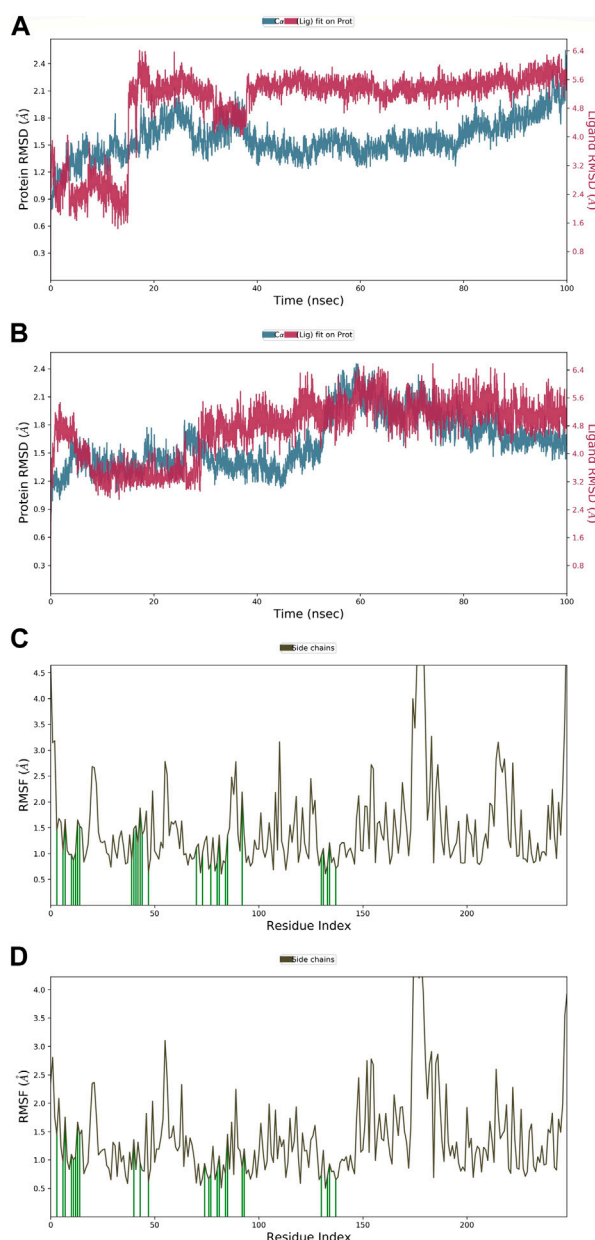 A
Cα (Lig) fit on Prot
Protein RMSD (Å)
2.4
2.1
1.8
1.5
1.2
0.9
0.6
0.3
6.4
5.6
4.8
4.0
3.2
2.4
1.6
0.8
Ligand RMSD (Å)
0 20 40 60 80 100
Time (nsec)
B
Cα (Lig) fit on Prot
Protein RMSD (Å)
2.4
2.1
1.8
1.5
1.2
0.9
0.6
0.3
6.4
5.6
4.8
4.0
3.2
2.4
1.6
0.8
Ligand RMSD (Å)
0 20 40 60 80 100
Time (nsec)
C
Side chains
RMSF (Å)
4.5
4.0
3.5
3.0
2.5
2.0
1.5
1.0
0.5
0 50 100 150 200
Residue Index
D
Side chains
RMSF (Å)
4.0
3.5
3.0
2.5
2.0
1.5
1.0
0.5
0 50 100 150 200
Residue Index